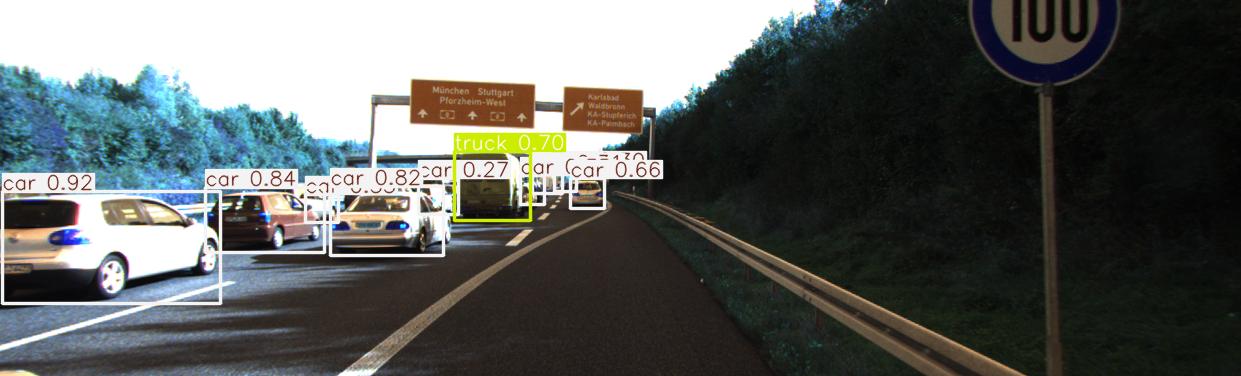 100
München Stuttgart
Pforzheim-West
Karlsbad
Waldbronn
KA-Stupferich
KA-Palmbach
truck 0.70
car 0.92
car 0.84
car 0.82
0.27
car
car 0.66